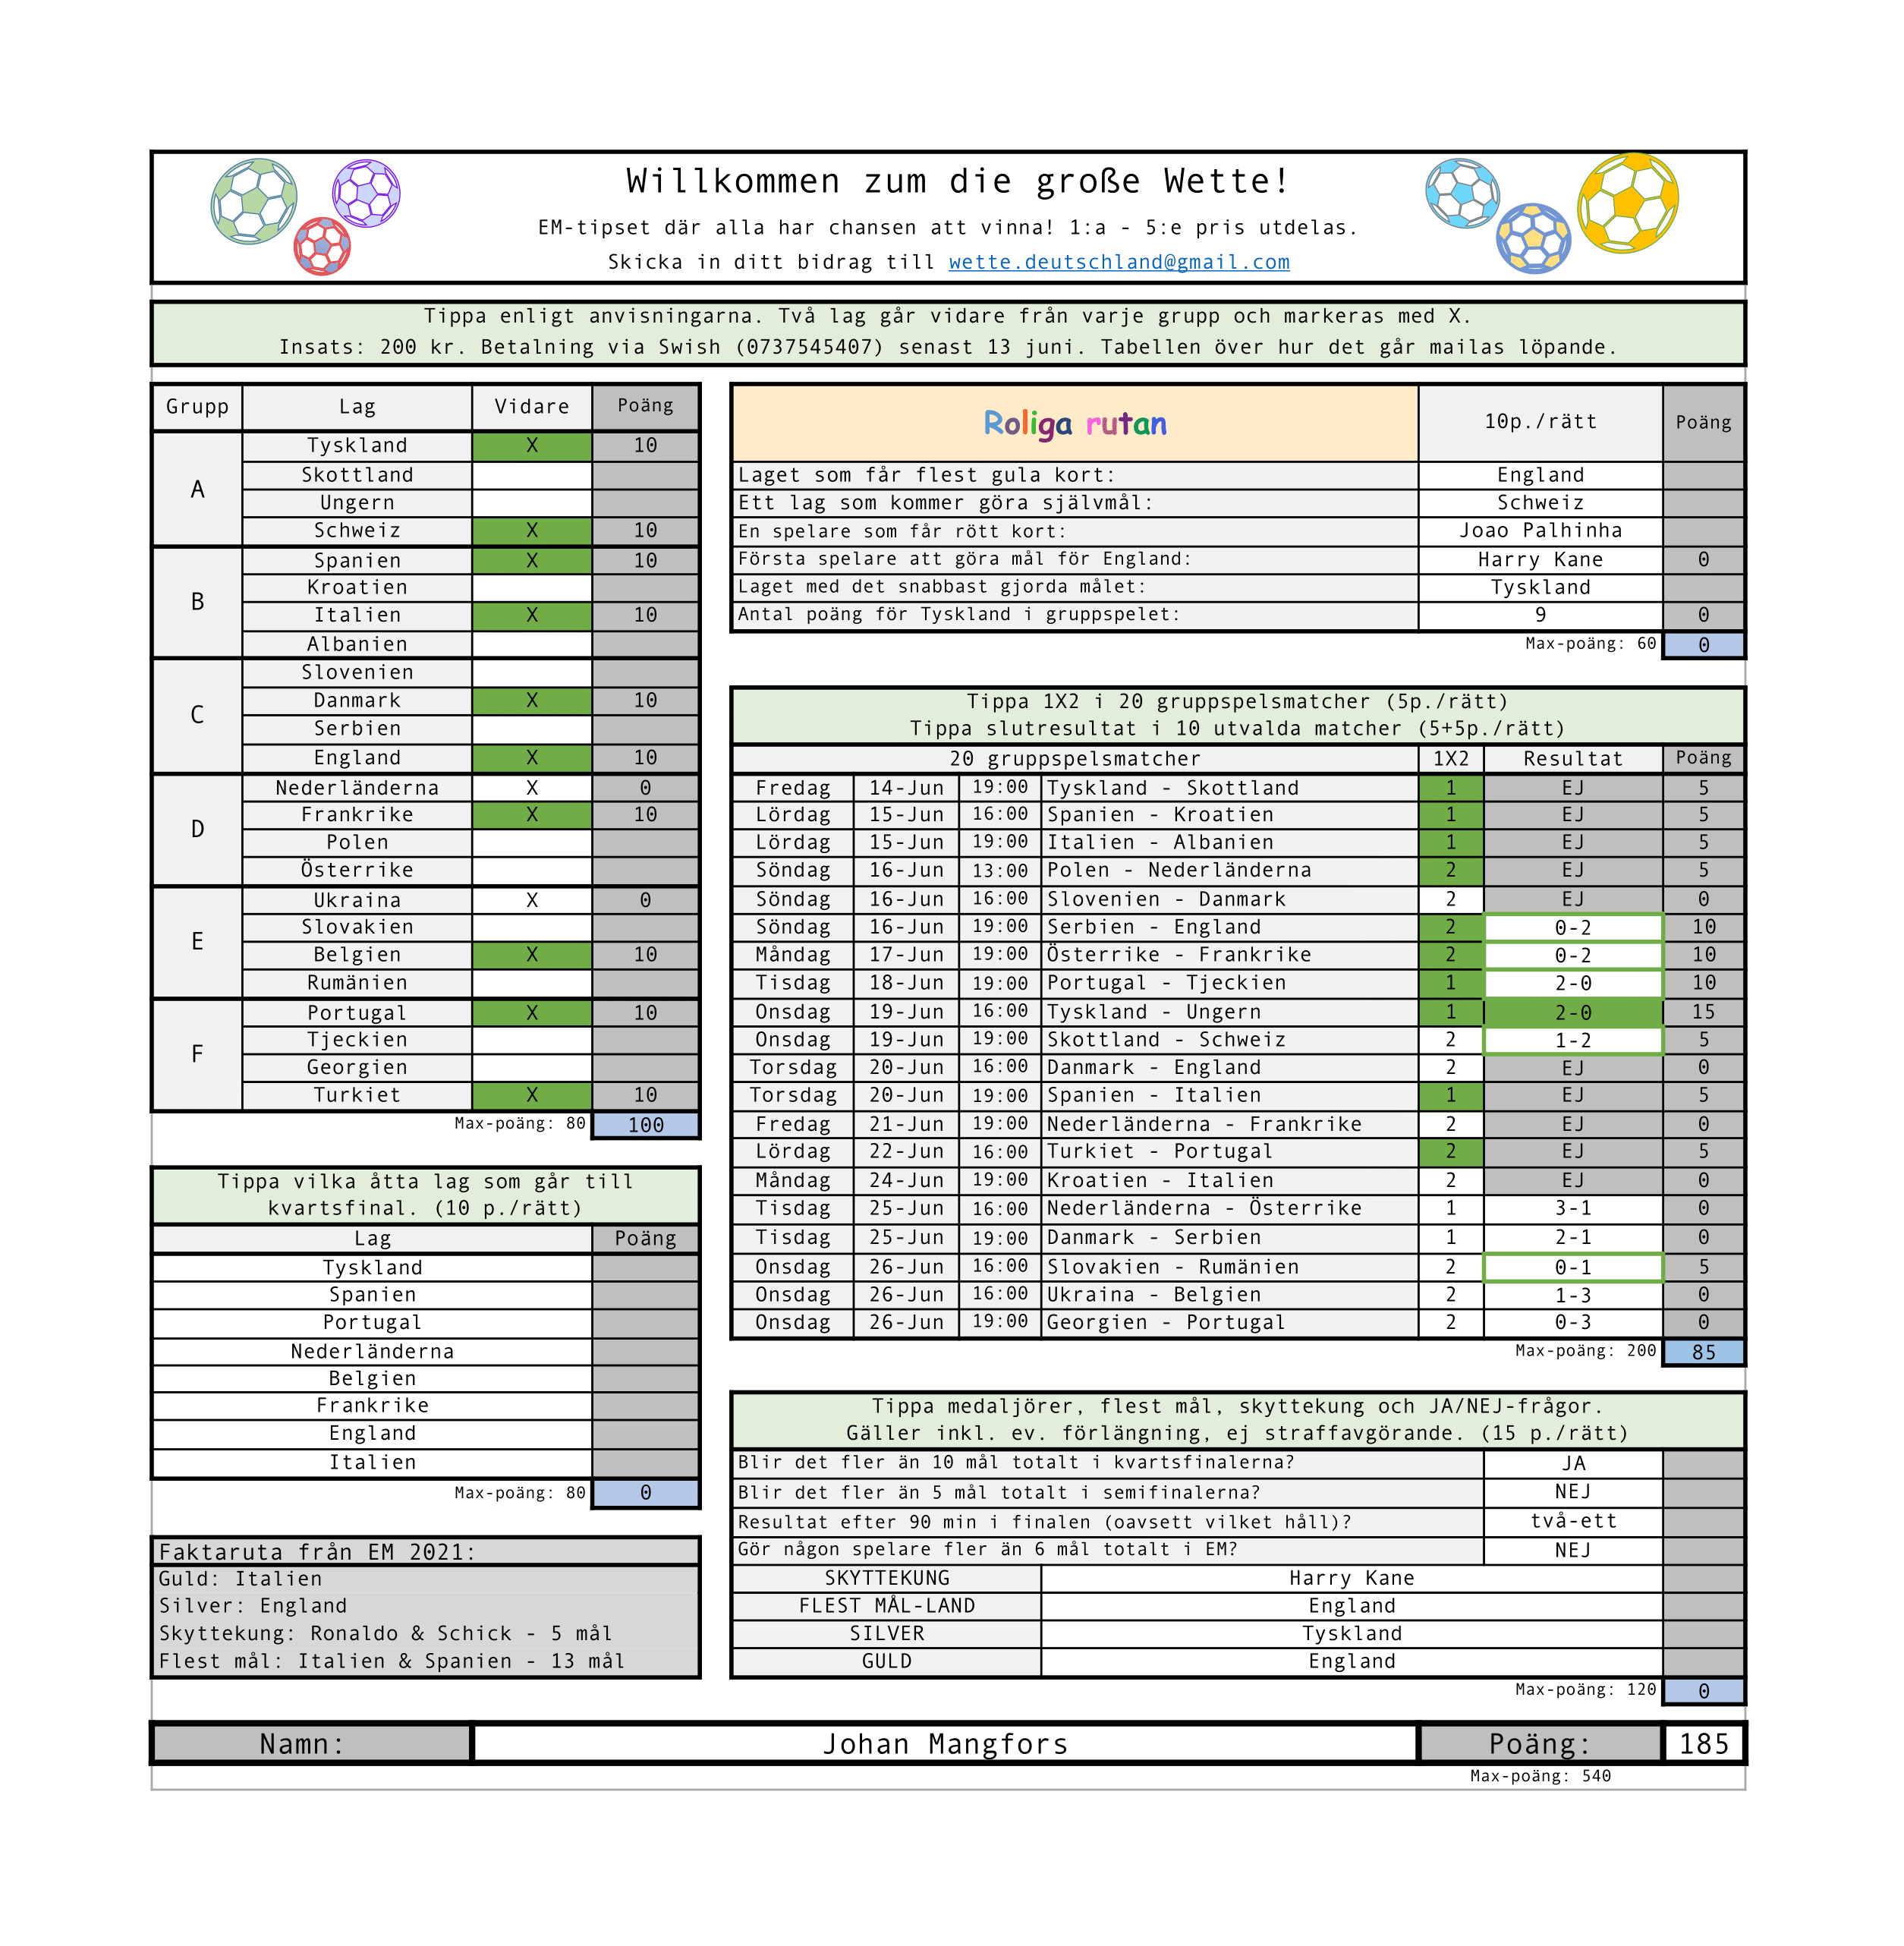 Willkommen zum die große Wette!
EM-tipset där alla har chansen att vinna! 1:a - 5:e pris utdelas.
Skicka in ditt bidrag till wette.deutschland@gmail.com
Tippa enligt anvisningarna. Två lag går vidare från varje grupp och markeras med X.
Insats: 200 kr. Betalning via Swish (0737545407) senast 13 juni. Tabellen över hur det går mailas löpande.
Grupp Lag Vidare Poäng
A
Tyskland X 10
Skottland
Ungern
Schweiz X 10
B
Spanien X 10
Kroatien
Italien X 10
Albanien
C
Slovenien
Danmark X 10
Serbien
England X 10
D
Nederländerna X 0
Frankrike X 10
Polen
Österrike
E
Ukraina X 0
Slovakien
Belgien X 10
Rumänien
F
Portugal X 10
Tjeckien
Georgien
Turkiet X 10
Max-poäng: 80 100
Tippa vilka åtta lag som går till
kvartsfinal. (10 p./rätt)
Lag Poäng
Tyskland
Spanien
Portugal
Nederländerna
Belgien
Frankrike
England
Italien
Max-poäng: 80 0
Faktaruta från EM 2021:
Guld: Italien
Silver: England
Skyttekung: Ronaldo & Schick - 5 mål
Flest mål: Italien & Spanien - 13 mål
Roliga rutan 10p./rätt Poäng
Laget som får flest gula kort: England
Ett lag som kommer göra självmål: Schweiz
En spelare som får rött kort: Joao Palhinha
Första spelare att göra mål för England: Harry Kane 0
Laget med det snabbast gjorda målet: Tyskland
Antal poäng för Tyskland i gruppspelet: 9 0
Max-poäng: 60 0
Tippa 1X2 i 20 gruppspelsmatcher (5p./rätt)
Tippa slutresultat i 10 utvalda matcher (5+5p./rätt)
20 gruppspelsmatcher 1X2 Resultat Poäng
Fredag 14-Jun 19:00 Tyskland - Skottland 1 EJ 5
Lördag 15-Jun 16:00 Spanien - Kroatien 1 EJ 5
Lördag 15-Jun 19:00 Italien - Albanien 1 EJ 5
Söndag 16-Jun 13:00 Polen - Nederländerna 2 EJ 5
Söndag 16-Jun 16:00 Slovenien - Danmark 2 EJ 0
Söndag 16-Jun 19:00 Serbien - England 2 0-2 10
Måndag 17-Jun 19:00 Österrike - Frankrike 2 0-2 10
Tisdag 18-Jun 19:00 Portugal - Tjeckien 1 2-0 10
Onsdag 19-Jun 16:00 Tyskland - Ungern 1 2-0 15
Onsdag 19-Jun 19:00 Skottland - Schweiz 2 1-2 5
Torsdag 20-Jun 16:00 Danmark - England 2 EJ 0
Torsdag 20-Jun 19:00 Spanien - Italien 1 EJ 5
Fredag 21-Jun 19:00 Nederländerna - Frankrike 2 EJ 0
Lördag 22-Jun 16:00 Turkiet - Portugal 2 EJ 5
Måndag 24-Jun 19:00 Kroatien - Italien 2 EJ 0
Tisdag 25-Jun 16:00 Nederländerna - Österrike 1 3-1 0
Tisdag 25-Jun 19:00 Danmark - Serbien 1 2-1 0
Onsdag 26-Jun 16:00 Slovakien - Rumänien 2 0-1 5
Onsdag 26-Jun 16:00 Ukraina - Belgien 2 1-3 0
Onsdag 26-Jun 19:00 Georgien - Portugal 2 0-3 0
Max-poäng: 200 85
Tippa medaljörer, flest mål, skyttekung och JA/NEJ-frågor.
Gäller inkl. ev. förlängning, ej straffavgörande. (15 p./rätt)
Blir det fler än 10 mål totalt i kvartsfinalerna? JA
Blir det fler än 5 mål totalt i semifinalerna? NEJ
Resultat efter 90 min i finalen (oavsett vilket håll)? två-ett
Gör någon spelare fler än 6 mål totalt i EM? NEJ
SKYTTEKUNG Harry Kane
FLEST MÅL-LAND England
SILVER Tyskland
GULD England
Max-poäng: 120 0
Namn: Johan Mangfors Poäng: 185
Max-poäng: 540